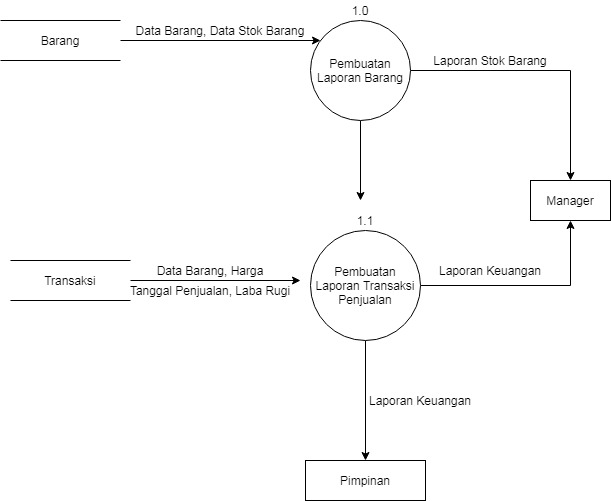 1.0
Barang
Data Barang, Data Stok Barang
Pembuatan
Laporan Barang
Laporan Stok Barang
Manager
1.1
Transaksi
Data Barang, Harga
Tanggal Penjualan, Laba Rugi
Pembuatan
Laporan Transaksi
Penjualan
Laporan Keuangan
Laporan Keuangan
Pimpinan